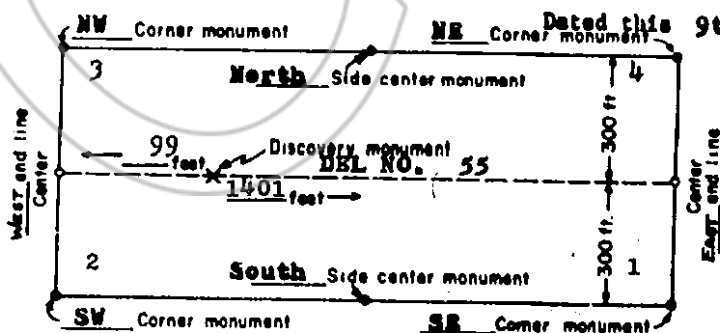 NW Corner monument
Dated this 9t
NE Corner monument
3
North Side center monument
4
300 ft
99 feet
Discovery monument
DEL NO. 55
1401 feet
WEST end line
Center
Center
EAST end line
300 ft.
2
South Side center monument
1
SW Corner monument
SE Corner monument